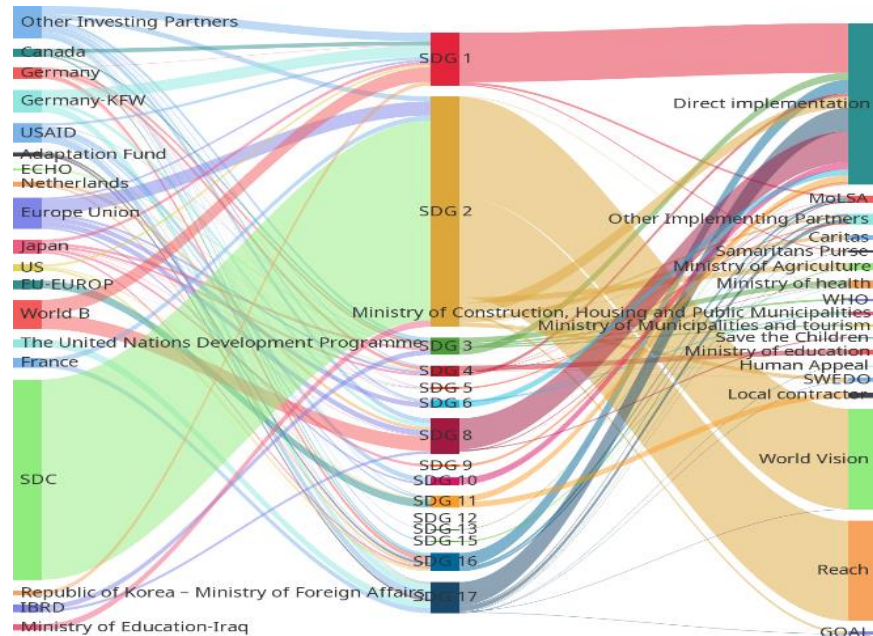 Other Investing Partners
Canada
Germany
Germany-KFW
USAID
Adaptation Fund
ECHO
Netherlands
Europe Union
Japan
US
EU-EUROP
World B
The United Nations Development Programme
France
SDC
Republic of Korea – Ministry of Foreign Affairs
IBRD
Ministry of Education-Iraq
SDG 1
SDG 2
SDG 3
SDG 4
SDG 5
SDG 6
SDG 8
SDG 9
SDG 10
SDG 11
SDG 12
SDG 13
SDG 15
SDG 16
SDG 17
Direct implementation
MoLSA
Other Implementing Partners
Caritas
Samaritans Purse
Ministry of Agriculture
Ministry of health
WHO
Ministry of Construction, Housing and Public Municipalities
Ministry of Municipalities and tourism
Save the Children
Ministry of education
Human Appeal
SWEDO
Local contractor
World Vision
Reach
GOAL